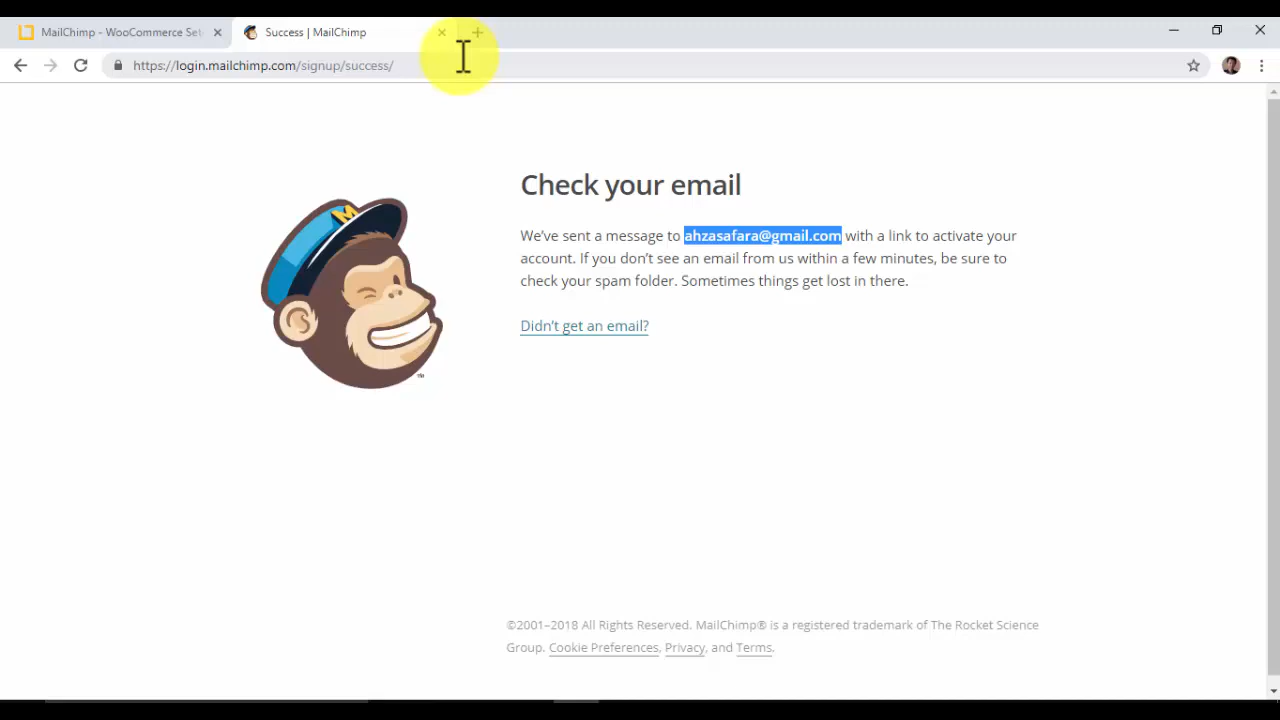 MailChimp - WooCommerce Set
Success | MailChimp
https://login.mailchimp.com/signup/success/
M
Check your email
We've sent a message to ahzasafara@gmail.com with a link to activate your
account. If you don't see an email from us within a few minutes, be sure to
check your spam folder. Sometimes things get lost in there.
Didn't get an email?
TM
©2001–2018 All Rights Reserved. MailChimp® is a registered trademark of The Rocket Science
Group. Cookie Preferences, Privacy, and Terms.